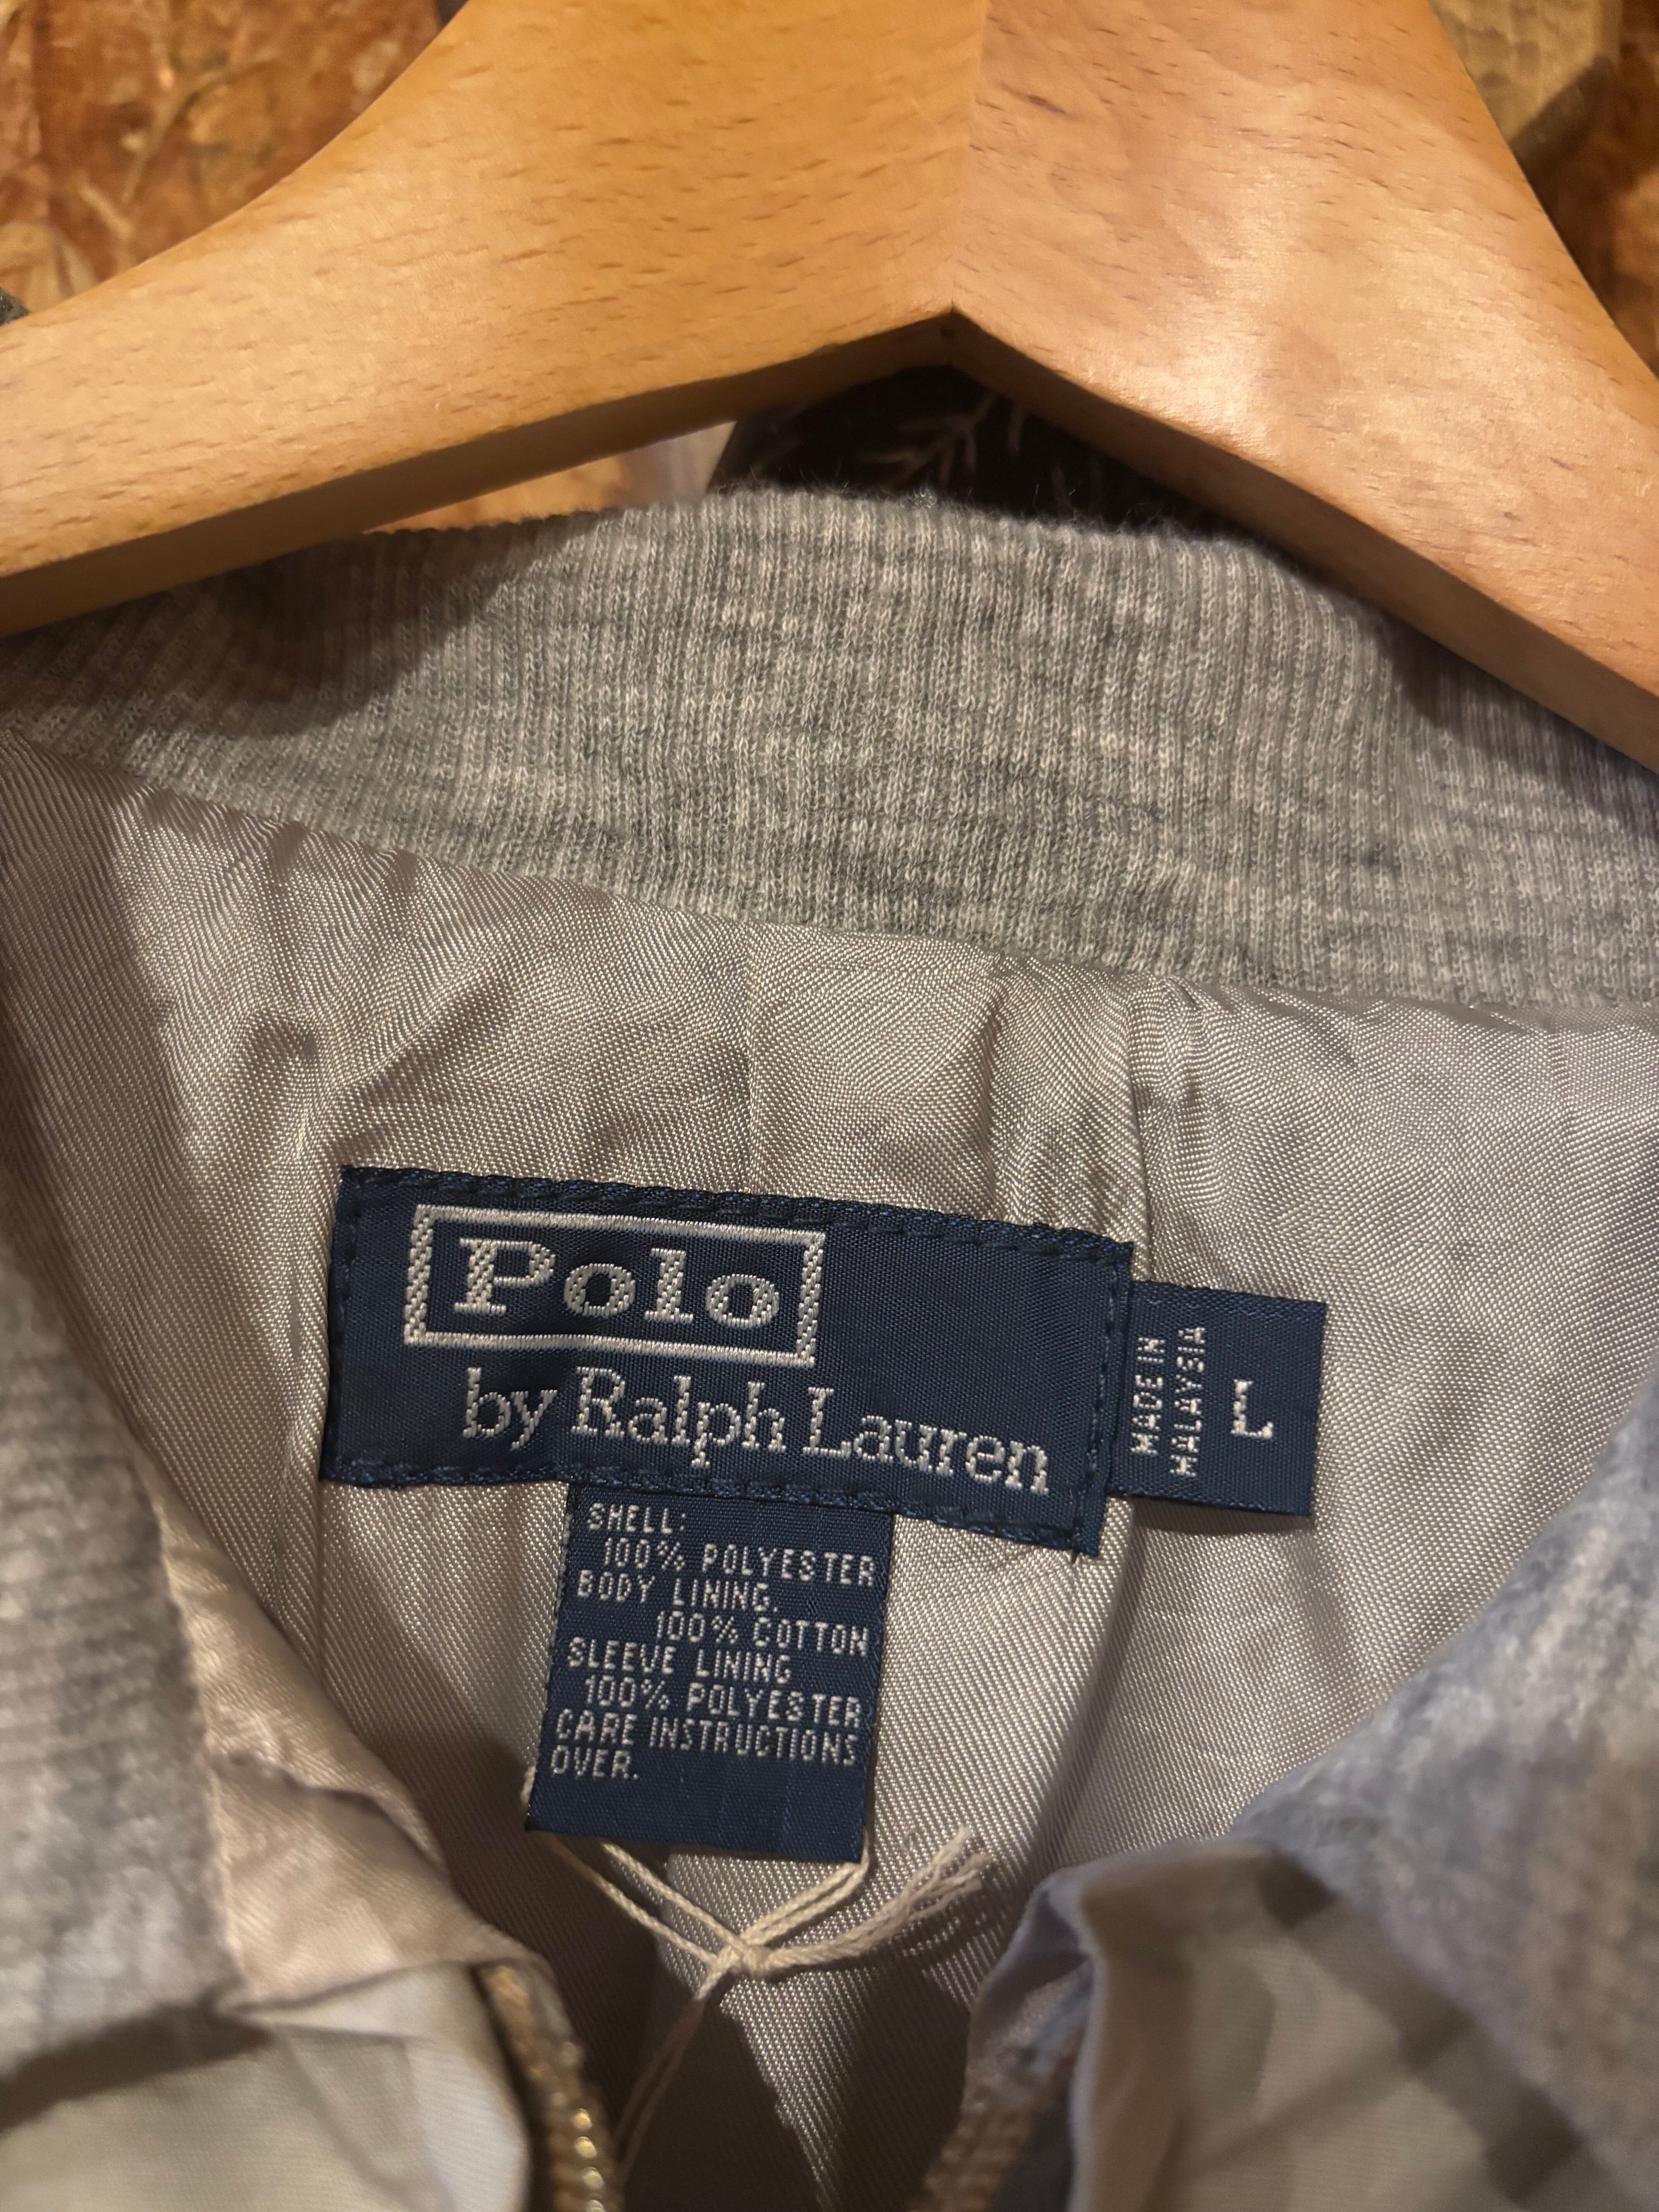 Polo
by Ralph Lauren
MADE IN
MALAYSIA
L
SHELL:
100% POLYESTER
BODY LINING.
100% COTTON
SLEEVE LINING
100% POLYESTER
CARE INSTRUCTIONS
OVER.